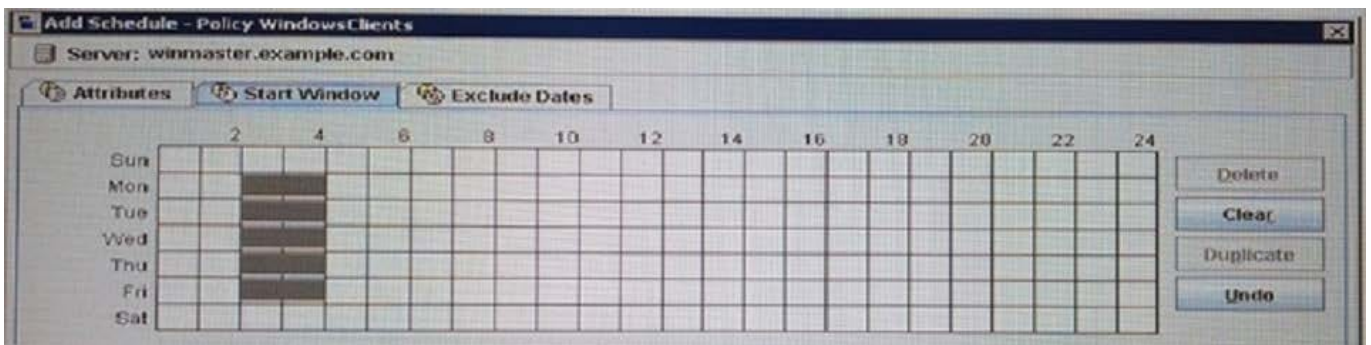 Add Schedule - Policy WindowsClients
Server: winmaster.example.com
Attributes
Start Window
Exclude Dates
2 4 6 8 10 12 14 16 18 20 22 24
Sun
Mon
Tue
Wed
Thu
Fri
Sat
Delete
Clear
Duplicate
Undo